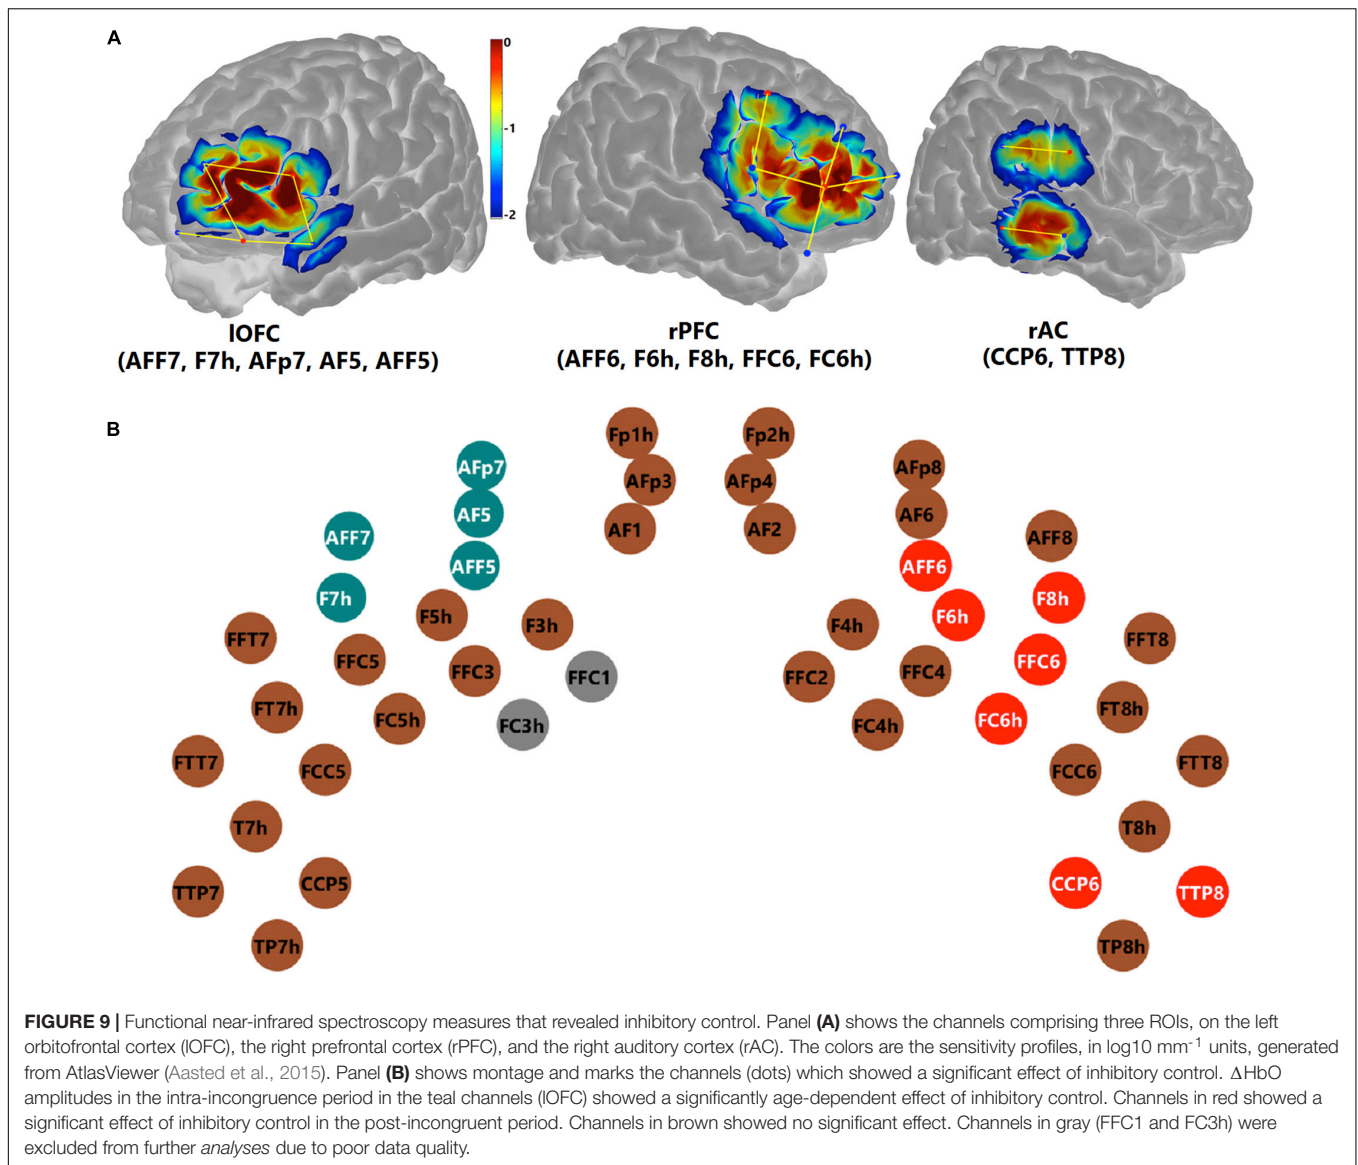 A
0
-1
-2
lOFC
(AFF7, F7h, AFp7, AF5, AFF5)
rPFC
(AFF6, F6h, F8h, FFC6, FC6h)
rAC
(CCP6, TTP8)
B
Fp1h
Fp2h
AFp7
AFp3
AFp4
AFp8
AF5
AF1
AF2
AF6
AFF7
AFF5
AFF6
AFF8
F7h
F5h
F3h
F4h
F6h
F8h
FFT7
FFC5
FFC3
FFC1
FFC2
FFC4
FFC6
FFT8
FT7h
FC5h
FC3h
FC4h
FC6h
FT8h
FTT7
FCC5
FCC6
FTT8
T7h
T8h
TTP7
CCP5
CCP6
TTP8
TP7h
TP8h
FIGURE 9 | Functional near-infrared spectroscopy measures that revealed inhibitory control. Panel (A) shows the channels comprising three ROIs, on the left
orbitofrontal cortex (lOFC), the right prefrontal cortex (rPFC), and the right auditory cortex (rAC). The colors are the sensitivity profiles, in log10 mm-1 units, generated
from AtlasViewer (Aasted et al., 2015). Panel (B) shows montage and marks the channels (dots) which showed a significant effect of inhibitory control. ΔHbO
amplitudes in the intra-incongruence period in the teal channels (lOFC) showed a significantly age-dependent effect of inhibitory control. Channels in red showed a
significant effect of inhibitory control in the post-incongruent period. Channels in brown showed no significant effect. Channels in gray (FFC1 and FC3h) were
excluded from further analyses due to poor data quality.